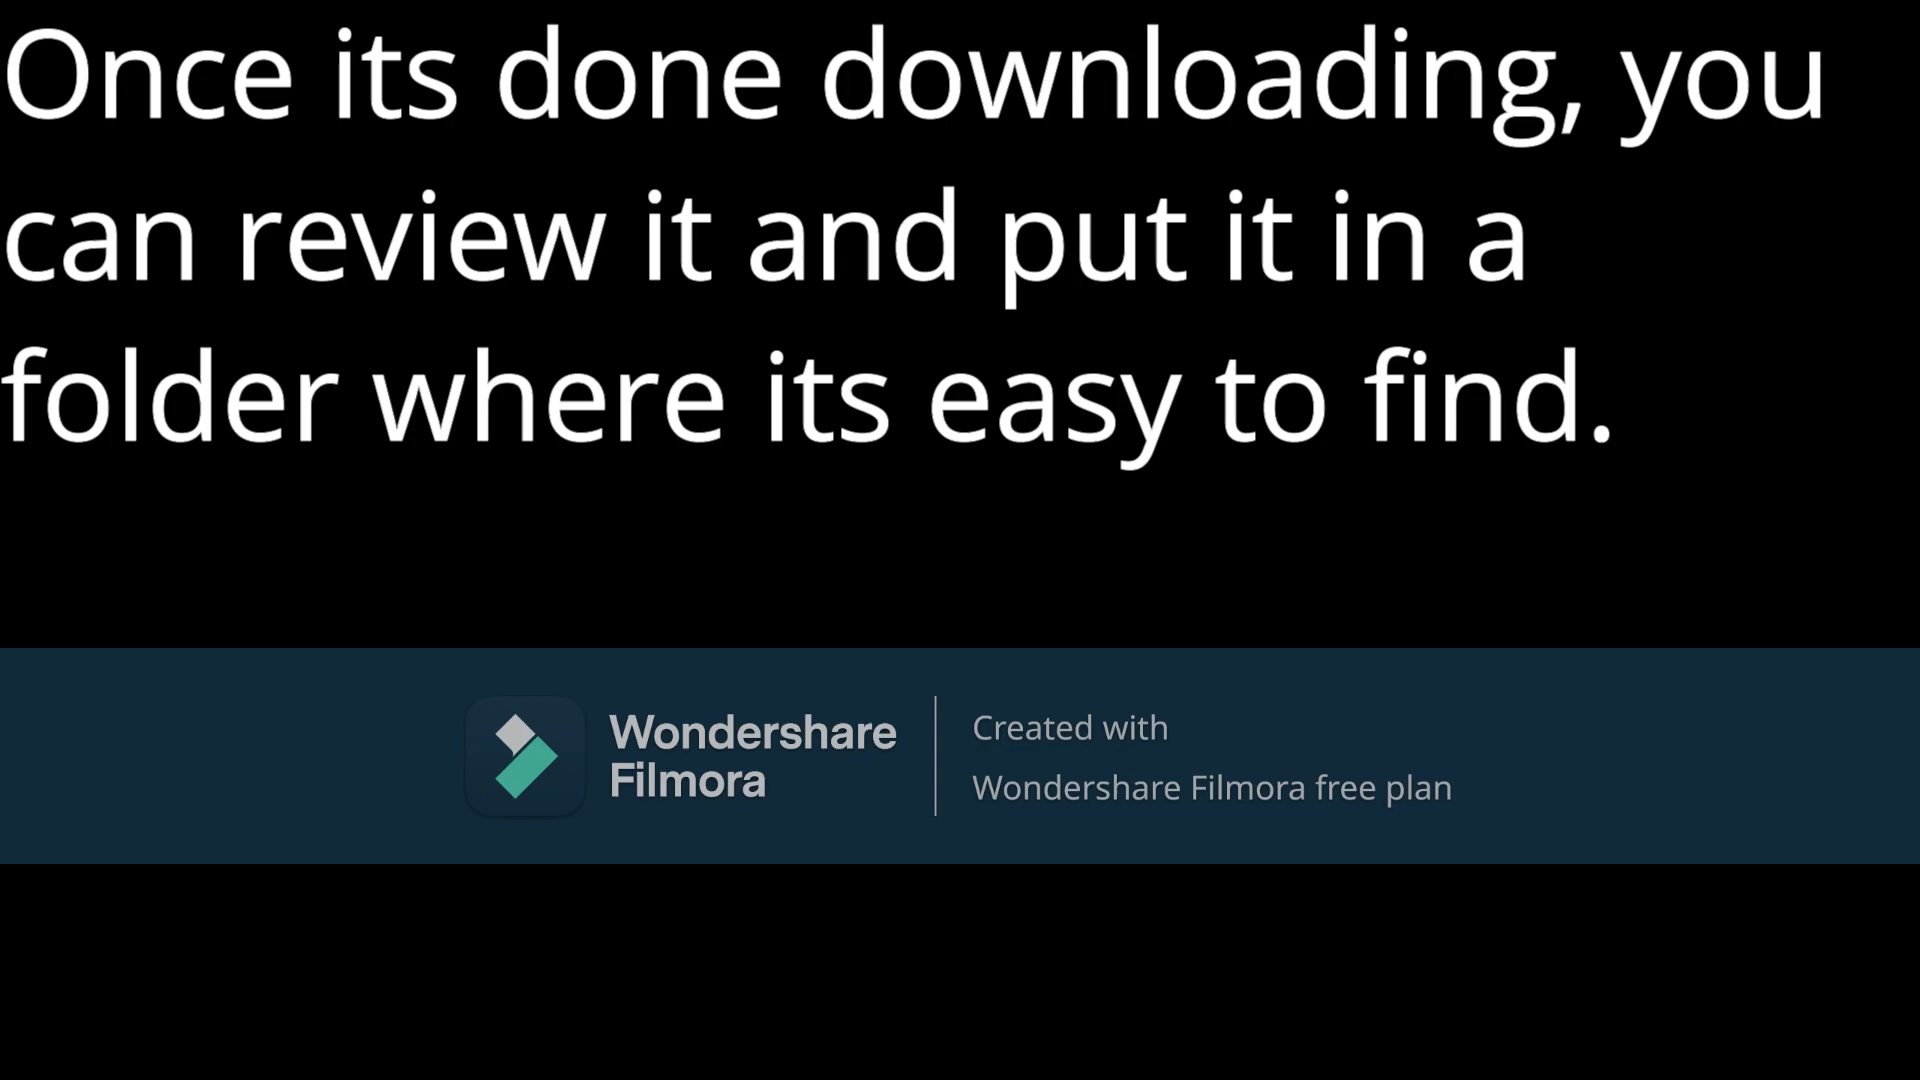 Once its done downloading, you
can review it and put it in a
folder where its easy to find.
Wondershare
Filmora
Created with
Wondershare Filmora free plan